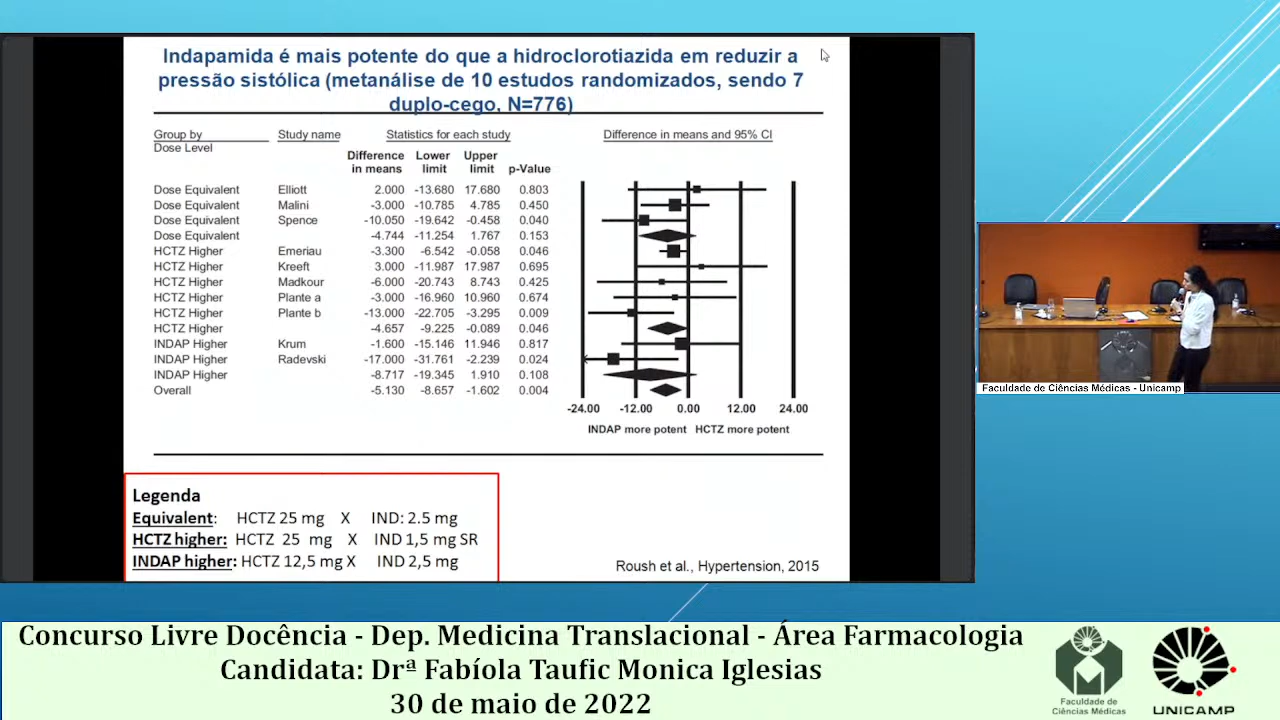 Indapamida é mais potente do que a hidroclorotiazida em reduzir a
pressão sistólica (metanálise de 10 estudos randomizados, sendo 7
duplo-cego, N=776)
Group by Study name Statistics for each study Difference in means and 95% CI
Dose Level
Difference Lower Upper
in means limit limit p-Value
Dose Equivalent Elliott 2.000 -13.680 17.680 0.803
Dose Equivalent Malini -3.000 -10.785 4.785 0.450
Dose Equivalent Spence -10.050 -19.642 -0.458 0.040
Dose Equivalent -4.744 -11.254 1.767 0.153
HCTZ Higher Emeriau -3.300 -6.542 -0.058 0.046
HCTZ Higher Kreeft 3.000 -11.987 17.987 0.695
HCTZ Higher Madkour -6.000 -20.743 8.743 0.425
HCTZ Higher Plante a -3.000 -16.960 10.960 0.674
HCTZ Higher Plante b -13.000 -22.705 -3.295 0.009
HCTZ Higher -4.657 -9.225 -0.089 0.046
INDAP Higher Krum -1.600 -15.146 11.946 0.817
INDAP Higher Radevski -17.000 -31.761 -2.239 0.024
INDAP Higher -8.717 -19.345 1.910 0.108
Overall -5.130 -8.657 -1.602 0.004
-24.00 -12.00 0.00 12.00 24.00
INDAP more potent HCTZ more potent
Legenda
Equivalent: HCTZ 25 mg X IND: 2.5 mg
HCTZ higher: HCTZ 25 mg X IND 1,5 mg SR
INDAP higher: HCTZ 12,5 mg X IND 2,5 mg
Roush et al., Hypertension, 2015
Faculdade de Ciências Médicas - Unicamp
Concurso Livre Docência - Dep. Medicina Translacional - Área Farmacologia
Candidata: Drª Fabíola Taufic Monica Iglesias
30 de maio de 2022
Faculdade de
Ciências Médicas
UNICAMP